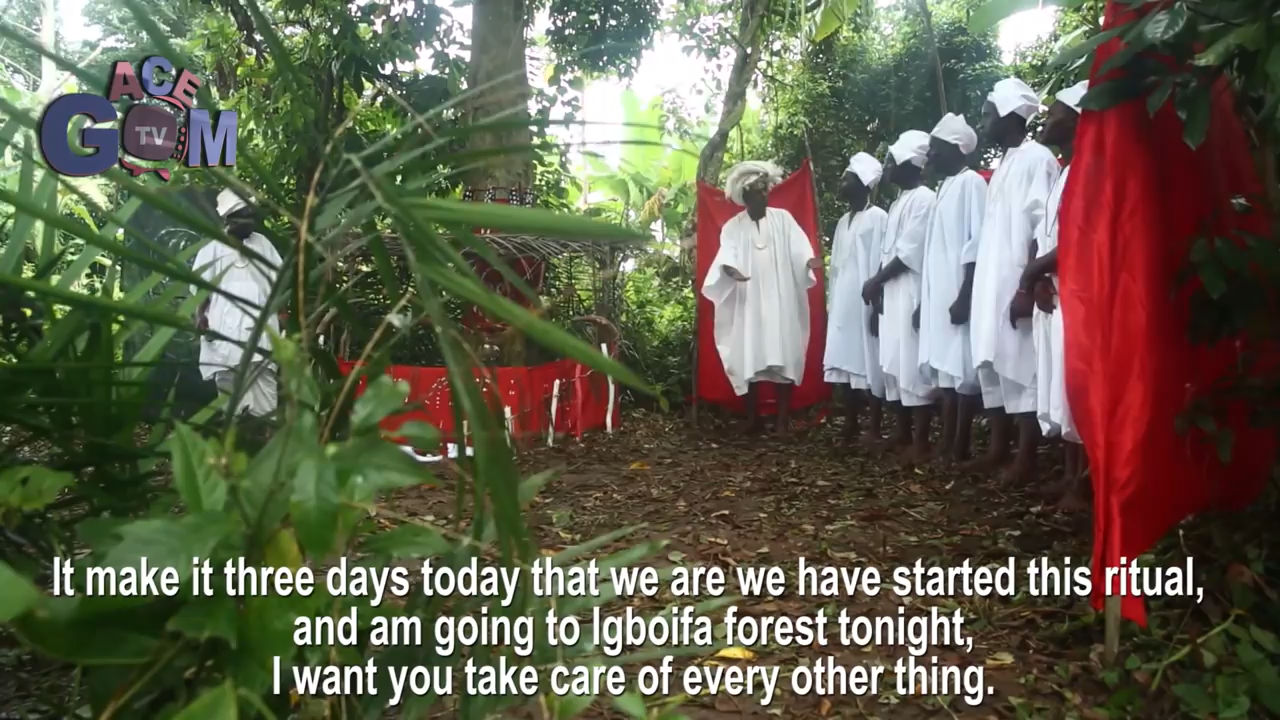 ACE
GOM
TV
It make it three days today that we are we have started this ritual,
and am going to Igboifa forest tonight,
I want you take care of every other thing.